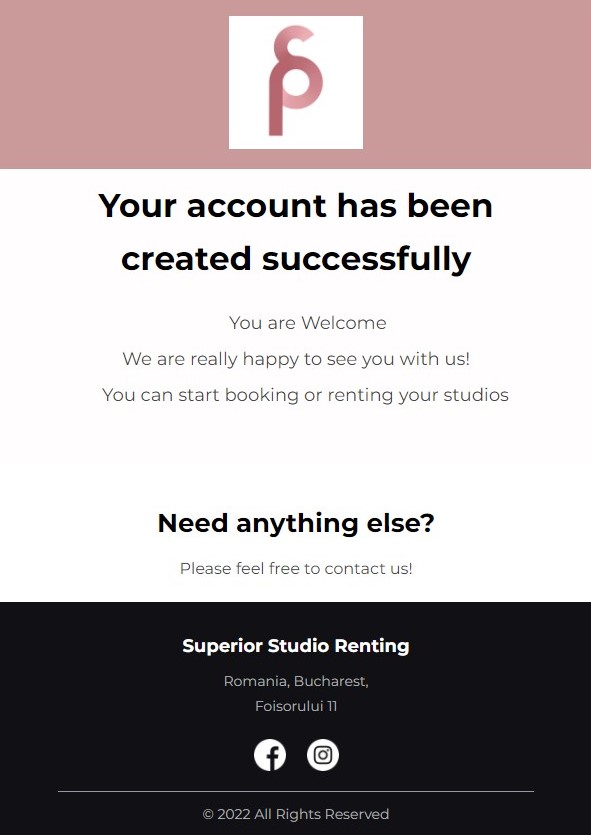 Your account has been
created successfully
You are Welcome
We are really happy to see you with us!
You can start booking or renting your studios
Need anything else?
Please feel free to contact us!
Superior Studio Renting
Romania, Bucharest,
Foisorului 11
© 2022 All Rights Reserved